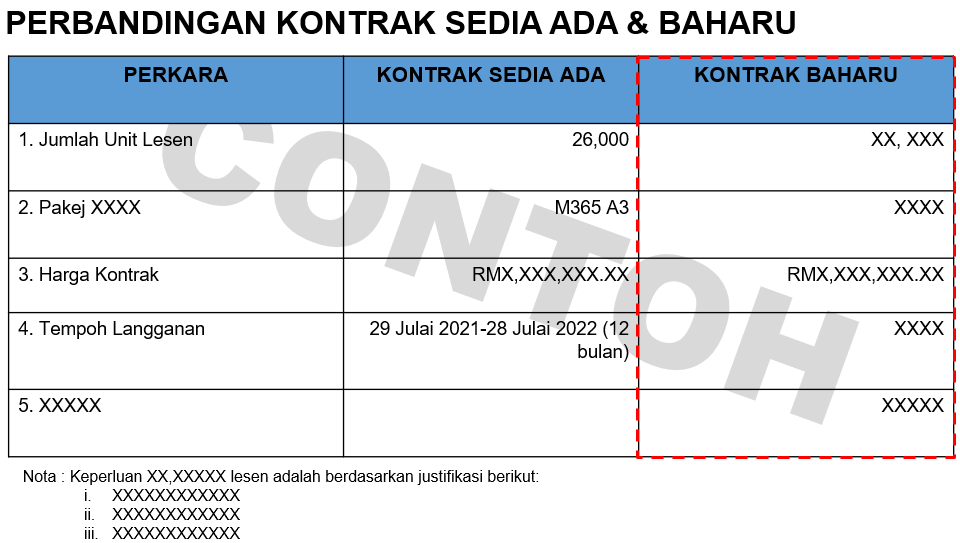 PERBANDINGAN KONTRAK SEDIA ADA & BAHARU
PERKARA KONTRAK SEDIA ADA KONTRAK BAHARU
1. Jumlah Unit Lesen 26,000 XX, XXX
2. Pakej XXXX M365 A3 XXXX
3. Harga Kontrak RMX,XXX,XXX.XX RMX,XXX,XXX.XX
4. Tempoh Langganan 29 Julai 2021-28 Julai 2022 (12 XXXX
bulan)
5. XXXXX XXXXX
CONTOH
Nota : Keperluan XX,XXXXX lesen adalah berdasarkan justifikasi berikut:
i. XXXXXXXXXXXX
ii. XXXXXXXXXXXX
iii. XXXXXXXXXXXX